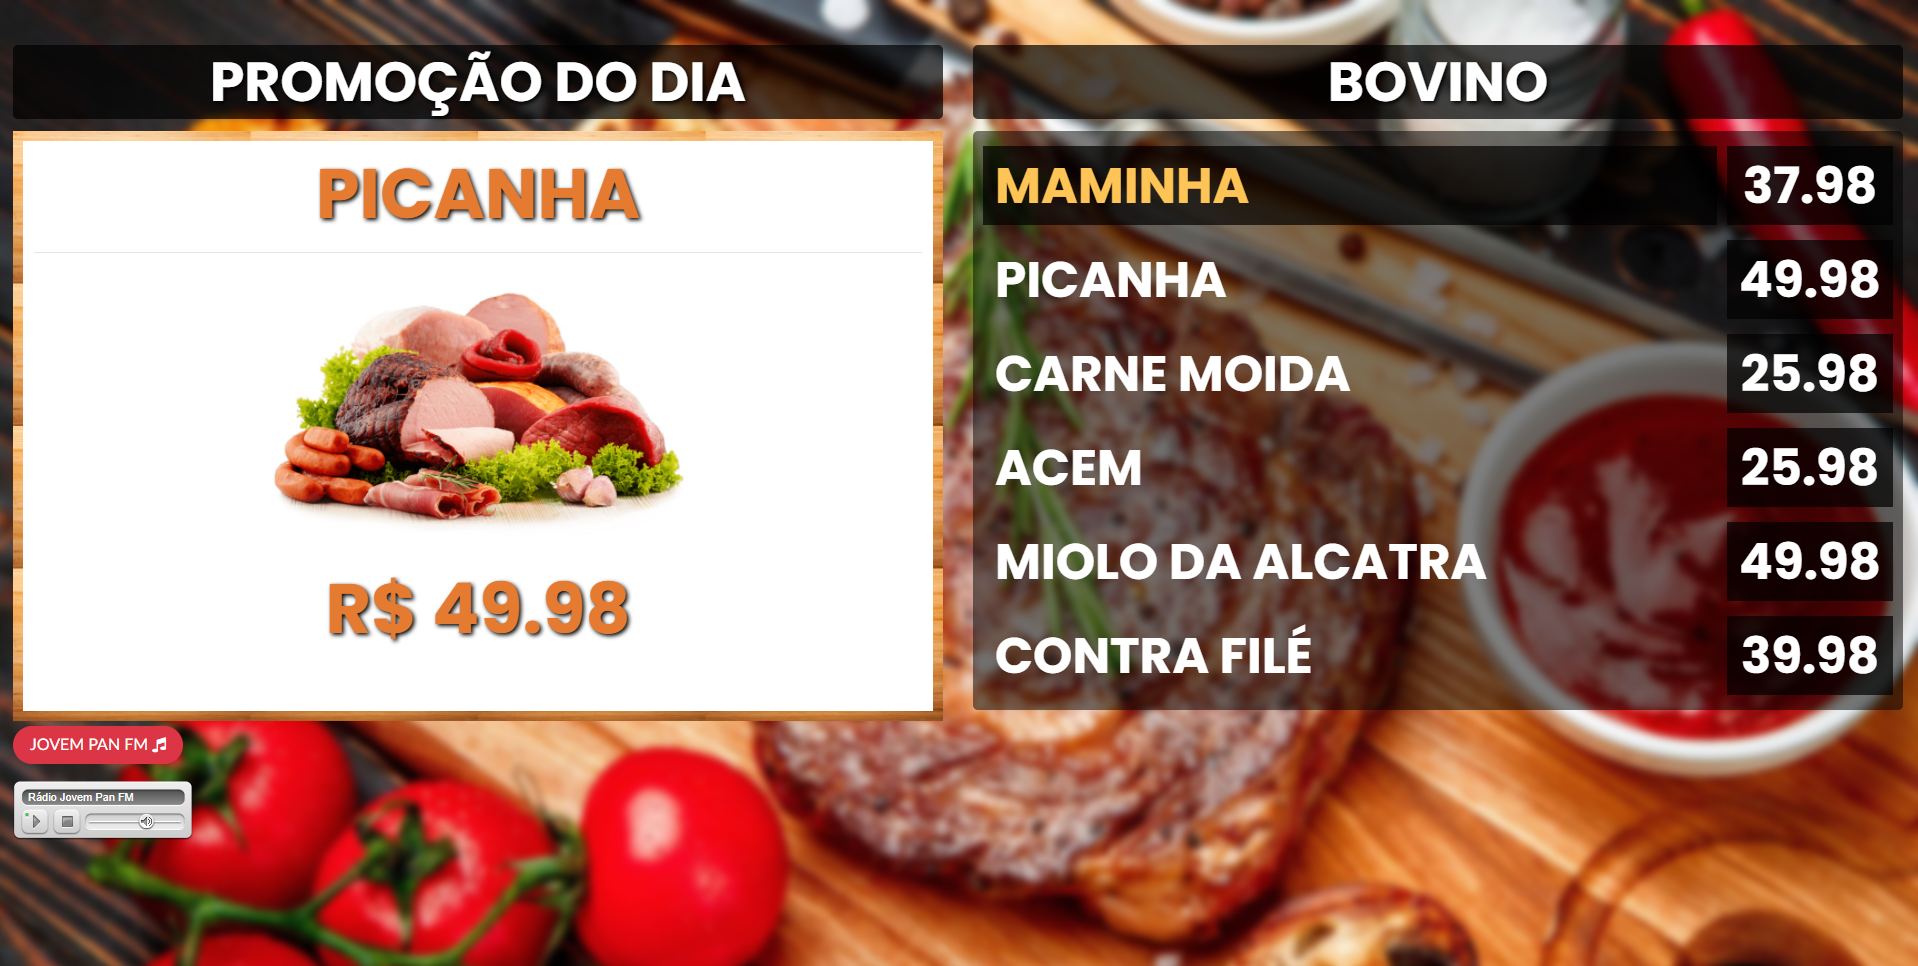 PROMOÇÃO DO DIA
PICANHA
R$ 49.98
JOVEM PAN FM
Rádio Jovem Pan FM
BOVINO
MAMINHA 37.98
PICANHA 49.98
CARNE MOIDA 25.98
ACEM 25.98
MIOLO DA ALCATRA 49.98
CONTRA FILÉ 39.98